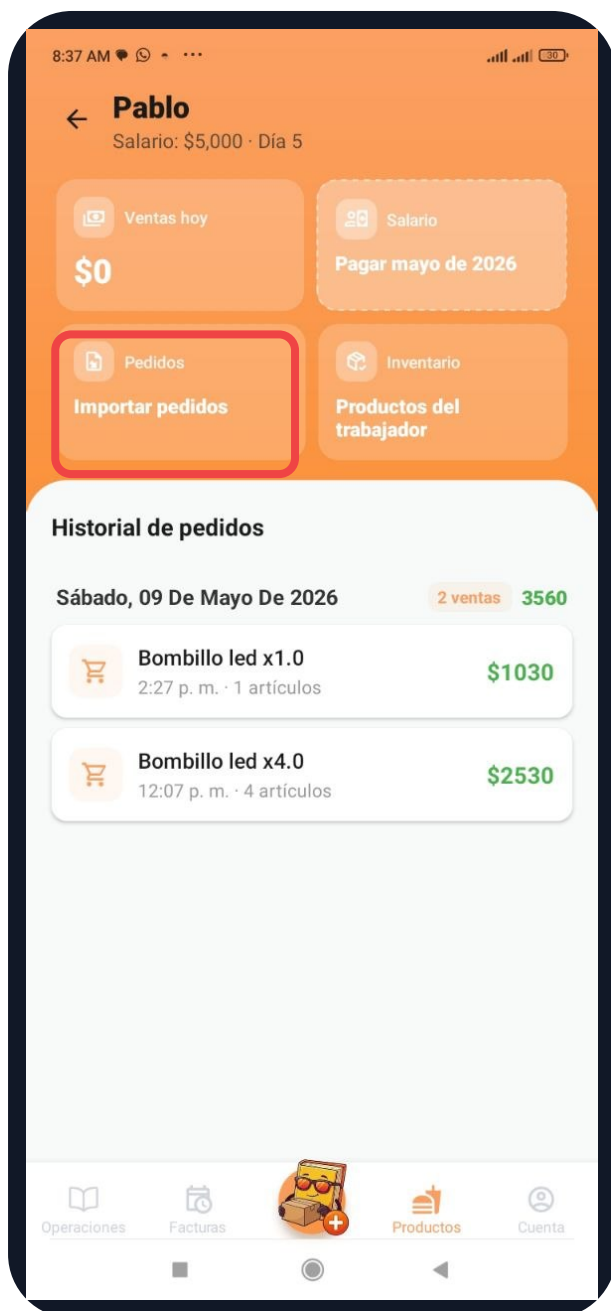 8:37 AM
30
Pablo
Salario: $5,000 · Día 5
Ventas hoy
$0
Salario
Pagar mayo de 2026
Pedidos
Importar pedidos
Inventario
Productos del
trabajador
Historial de pedidos
Sábado, 09 De Mayo De 2026
2 ventas
3560
Bombillo led x1.0
2:27 p. m. · 1 artículos
$1030
Bombillo led x4.0
12:07 p. m. · 4 artículos
$2530
Operaciones
Facturas
Productos
Cuenta